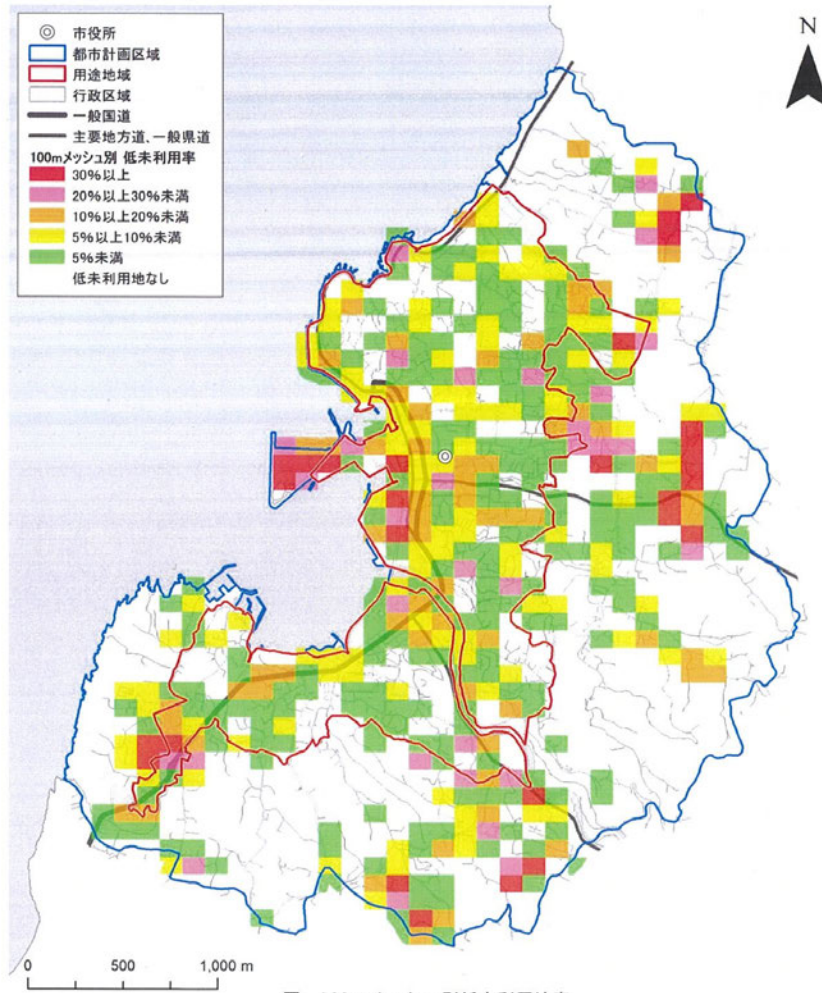 市役所
都市計画区域
用途地域
行政区域
一般国道
主要地方道、一般県道
100mメッシュ別 低未利用率
30%以上
20%以上30%未満
10%以上20%未満
5%以上10%未満
5%未満
低未利用地なし
N
0 500 1,000 m